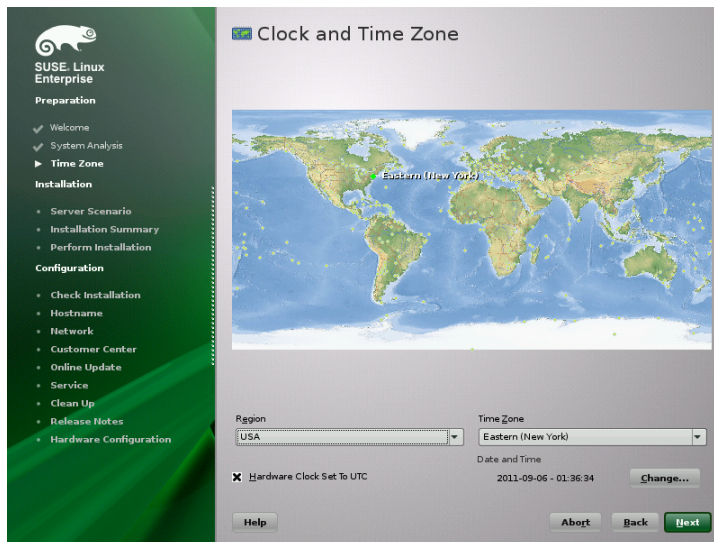 SUSE. Linux
Enterprise
Preparation
Welcome
System Analysis
Time Zone
Installation
Server Scenario
Installation Summary
Perform Installation
Configuration
Check Installation
Hostname
Network
Customer Center
Online Update
Service
Clean Up
Release Notes
Hardware Configuration
Clock and Time Zone
Eastern (New York)
Region
USA
Time Zone
Eastern (New York)
Hardware Clock Set To UTC
Date and Time
2011-09-06 - 01:36:34
Change...
Help
Abort
Back
Next